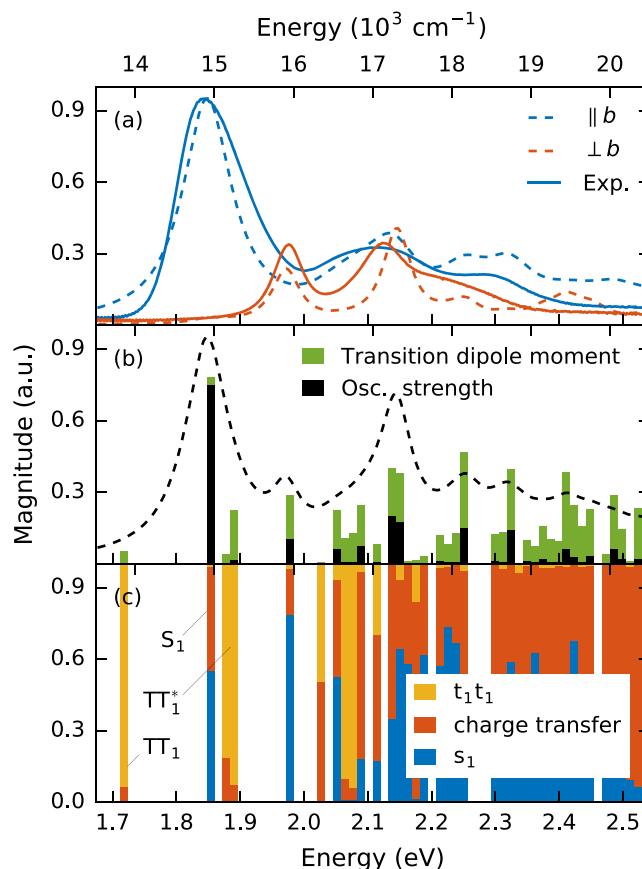 Energy (10³ cm⁻¹)
14 15 16 17 18 19 20
(a)
∥ b
⊥ b
Exp.
0.9
0.6
0.3
(b)
Transition dipole moment
Osc. strength
0.9
0.6
0.3
Magnitude (a.u.)
(c)
S₁
TT₁*
TT₁
t₁t₁
charge transfer
s₁
0.9
0.6
0.3
0.0
1.7 1.8 1.9 2.0 2.1 2.2 2.3 2.4 2.5
Energy (eV)